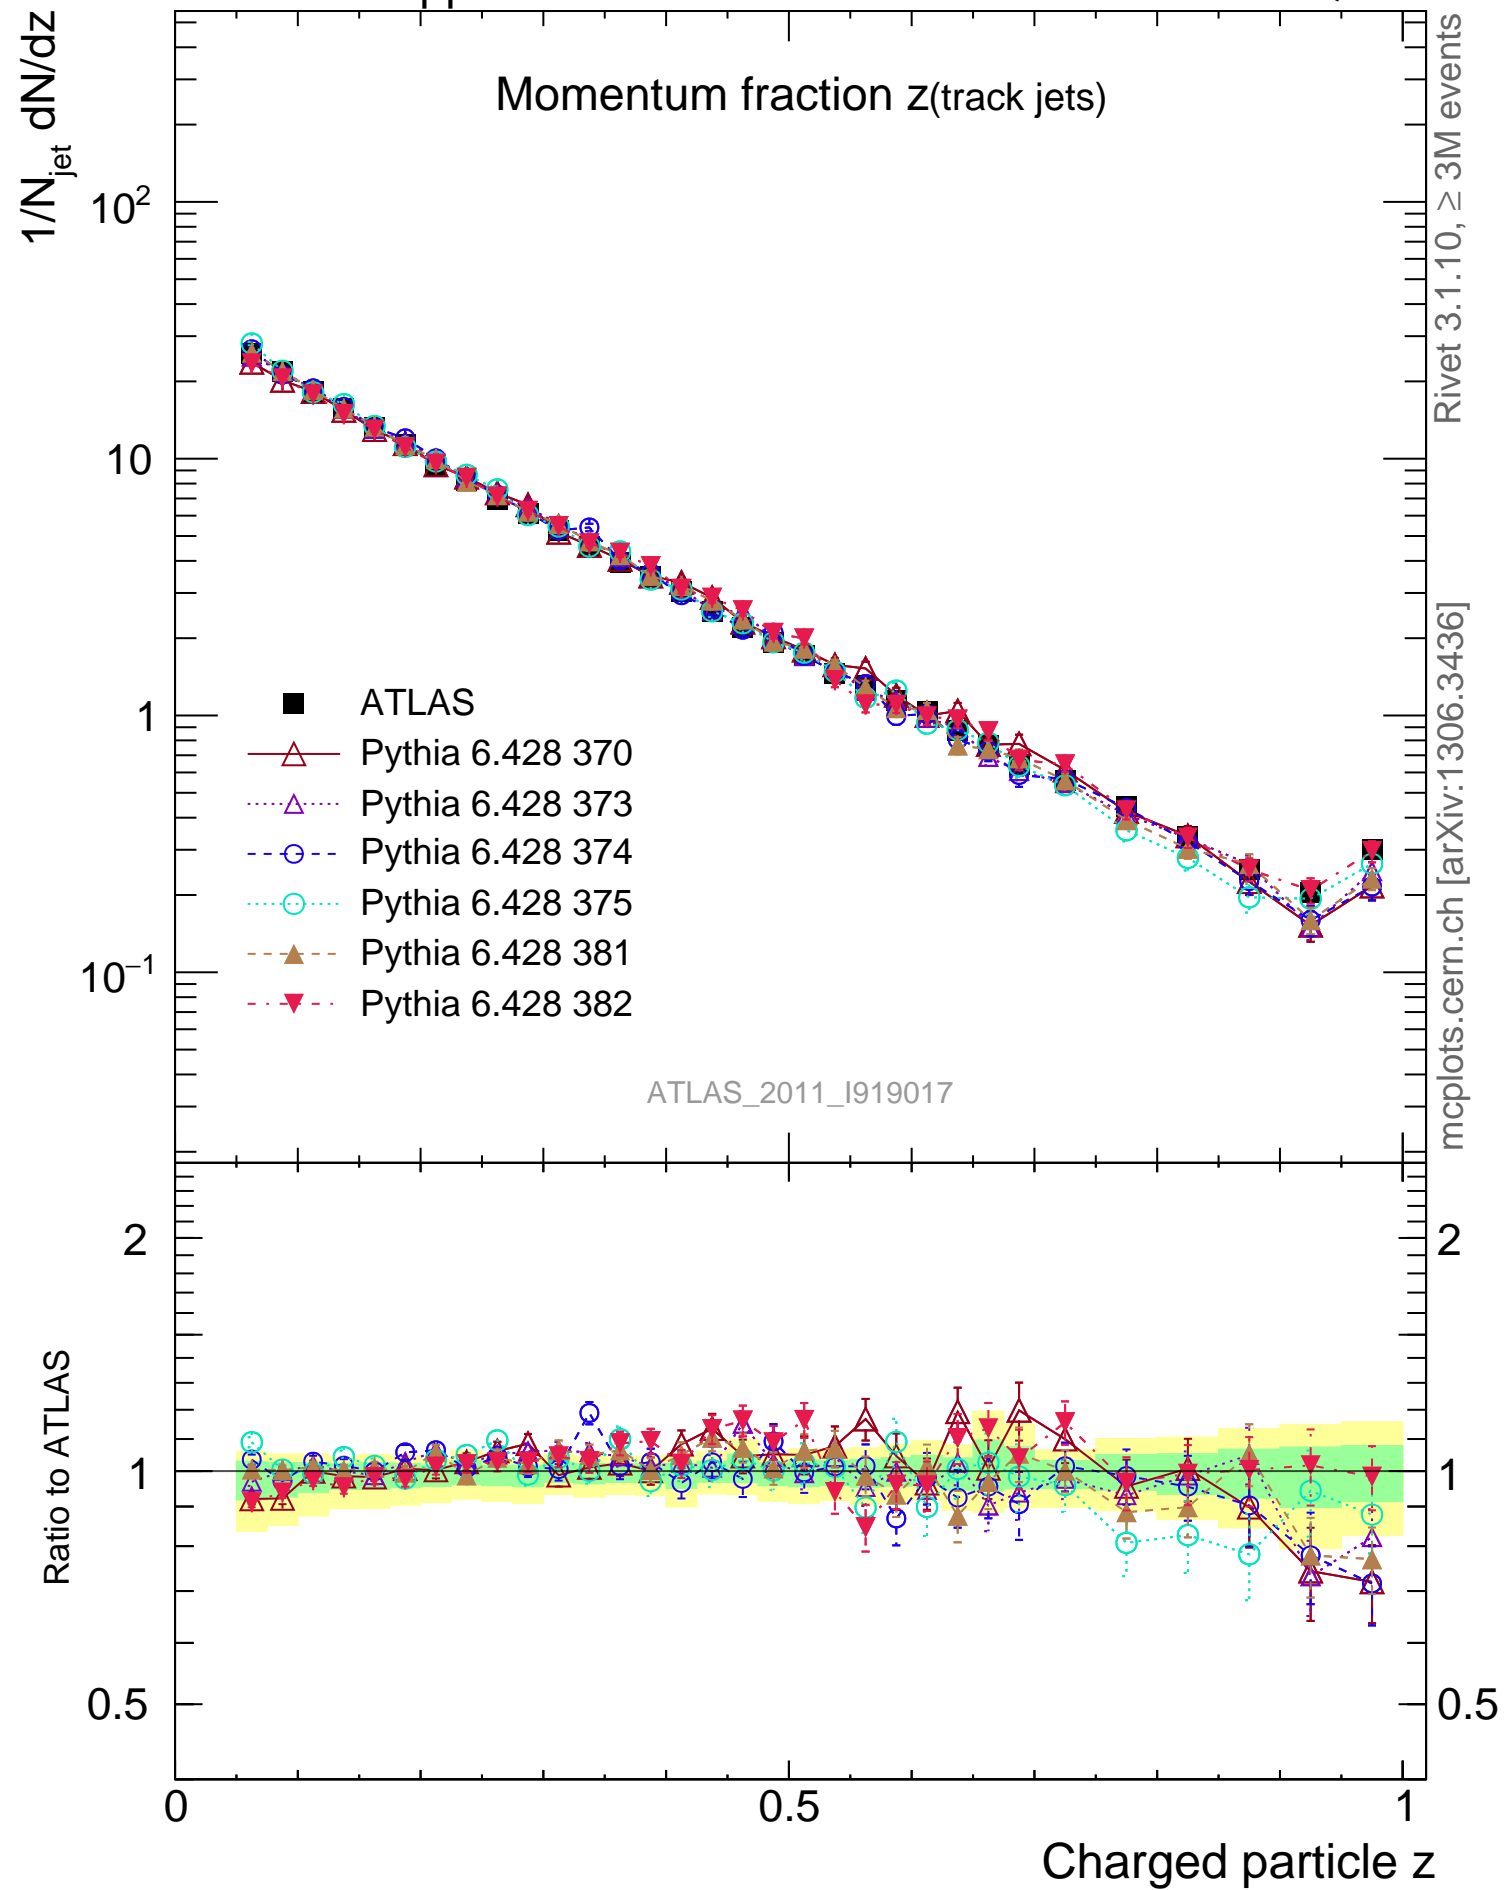 1/N_jet dN/dz
Momentum fraction z(track jets)
10^2
10
1
10^−1
ATLAS
Pythia 6.428 370
Pythia 6.428 373
Pythia 6.428 374
Pythia 6.428 375
Pythia 6.428 381
Pythia 6.428 382
ATLAS_2011_I919017
Rivet 3.1.10, ≥ 3M events
mcplots.cern.ch [arXiv:1306.3436]
Ratio to ATLAS
2
1
0.5
2
1
0.5
0
0.5
1
Charged particle z